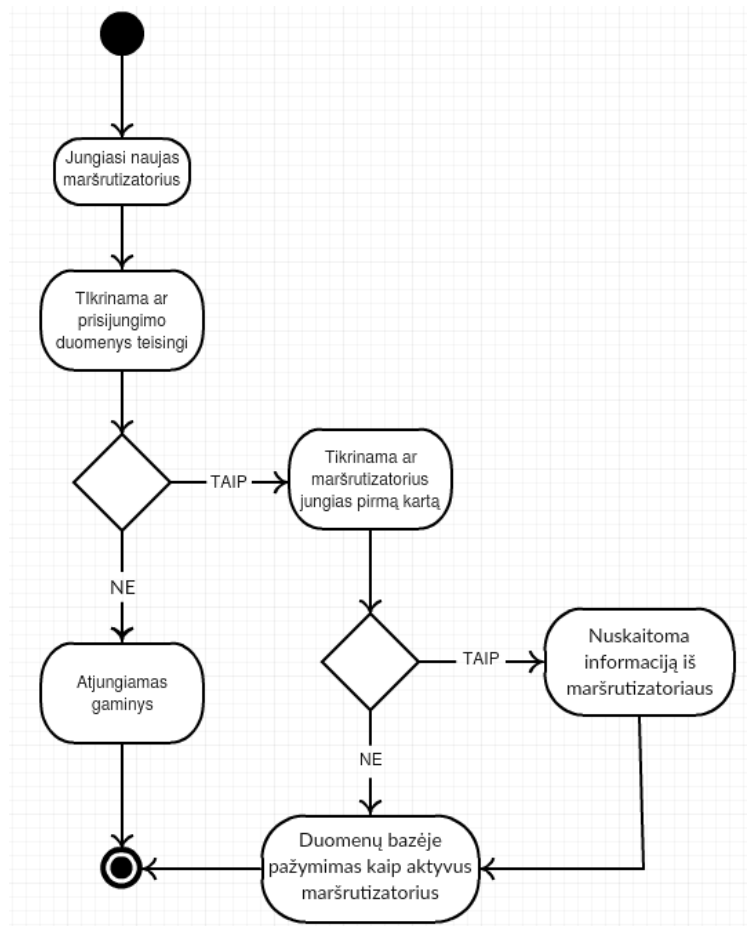 Jungiasi naujas
maršrutizatorius
TIkrinama ar
prisijungimo
duomenys teisingi
TAIP
Tikrinama ar
maršrutizatorius
jungias pirmą kartą
NE
Atjungiamas
gaminys
TAIP
Nuskaitoma
informaciją iš
maršrutizatoriaus
NE
Duomenų bazėje
pažymimas kaip aktyvus
maršrutizatorius